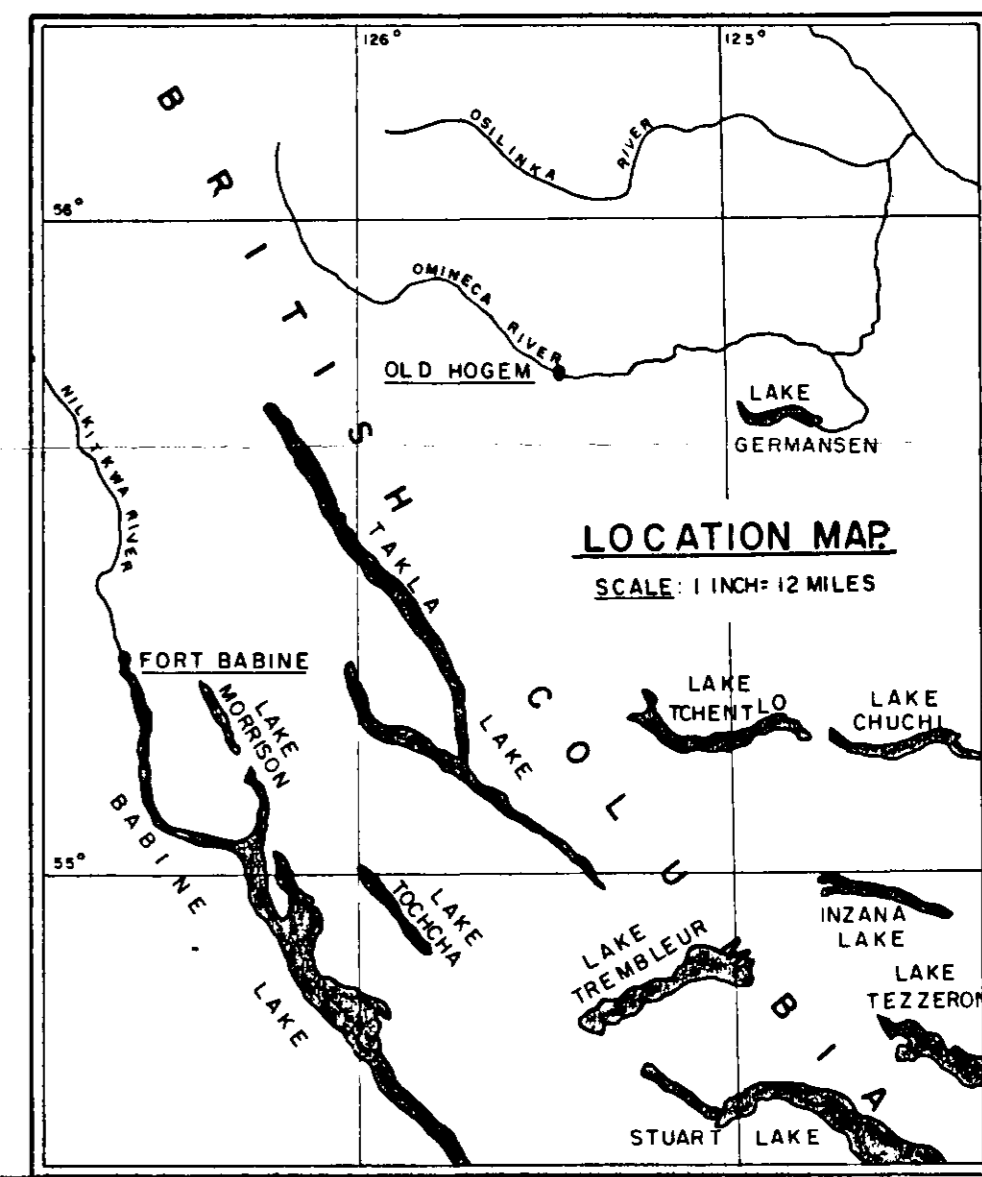 126°
125°
BRITISH COLUMBIA
OSILINKA RIVER
56°
OMINECA RIVER
OLD HOGEM
LAKE
GERMANSEN
NILKITKWA RIVER
TAKLA LAKE
LOCATION MAP.
SCALE: 1 INCH = 12 MILES
FORT BABINE
LAKE
MORRISON
LAKE
TCHENTLO
LAKE
CHUCHI
BABINE LAKE
55°
LAKE
TOCHCHA
INZANA
LAKE
LAKE
TREMBLEUR
LAKE
TEZZERON
STUART LAKE